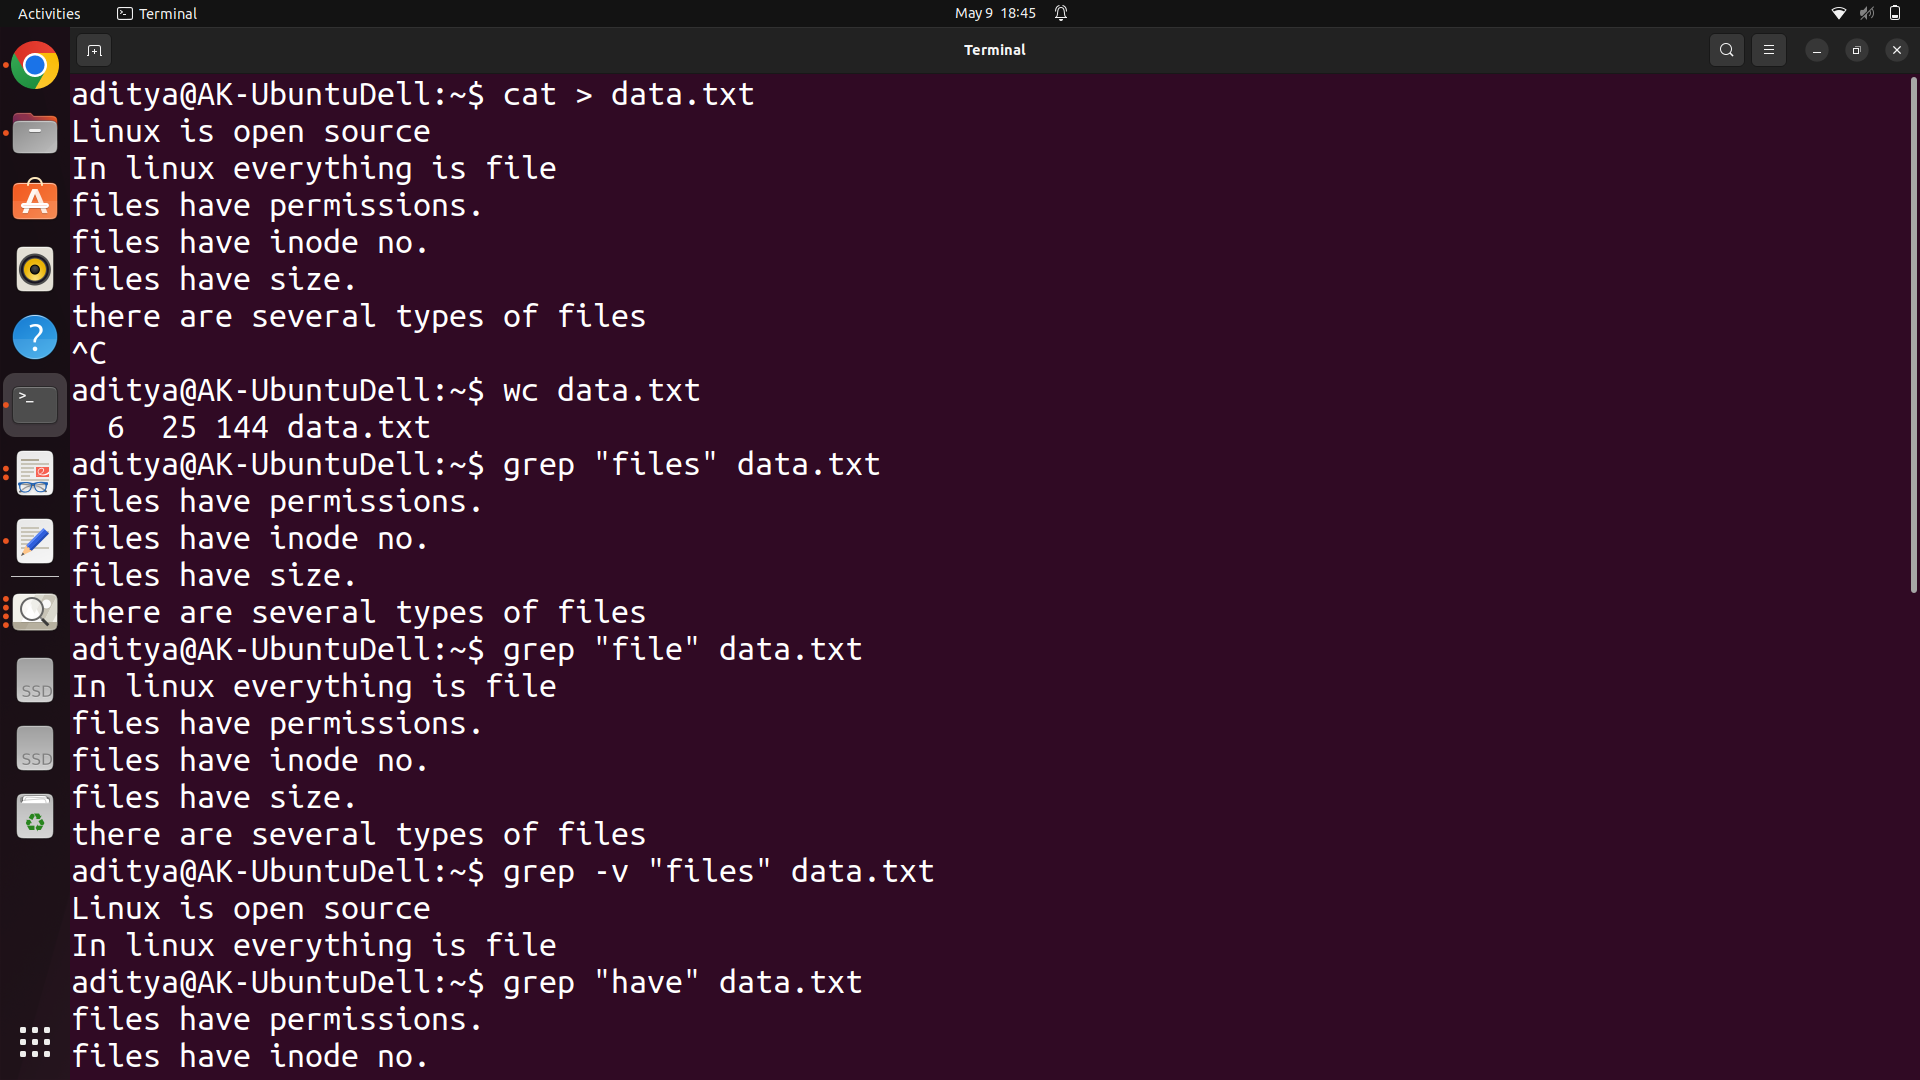 Activities
Terminal
May 9 18:45
Terminal
aditya@AK-UbuntuDell:~$ cat > data.txt
Linux is open source
In linux everything is file
files have permissions.
files have inode no.
files have size.
there are several types of files
^C
aditya@AK-UbuntuDell:~$ wc data.txt
  6  25 144 data.txt
aditya@AK-UbuntuDell:~$ grep "files" data.txt
files have permissions.
files have inode no.
files have size.
there are several types of files
aditya@AK-UbuntuDell:~$ grep "file" data.txt
In linux everything is file
files have permissions.
files have inode no.
files have size.
there are several types of files
aditya@AK-UbuntuDell:~$ grep -v "files" data.txt
Linux is open source
In linux everything is file
aditya@AK-UbuntuDell:~$ grep "have" data.txt
files have permissions.
files have inode no.
SSD
SSD